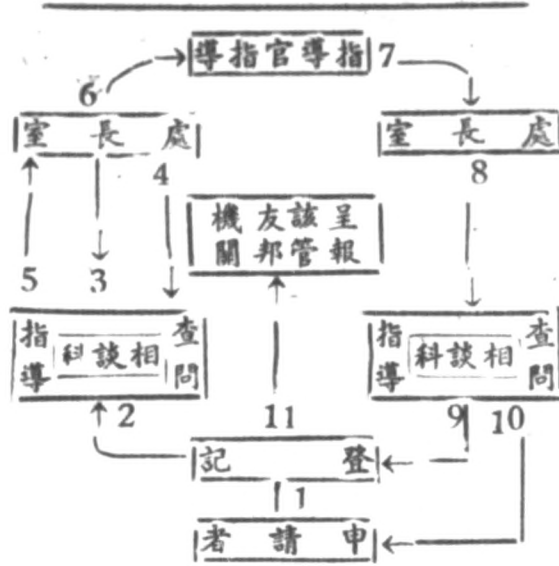 指導官指導
7
6
處長室
處長室
4
8
呈該友機
報管邦關
5
3
查問
相談科
指導
查問
相談科
指導
2
11
9
10
登記
1
申請者